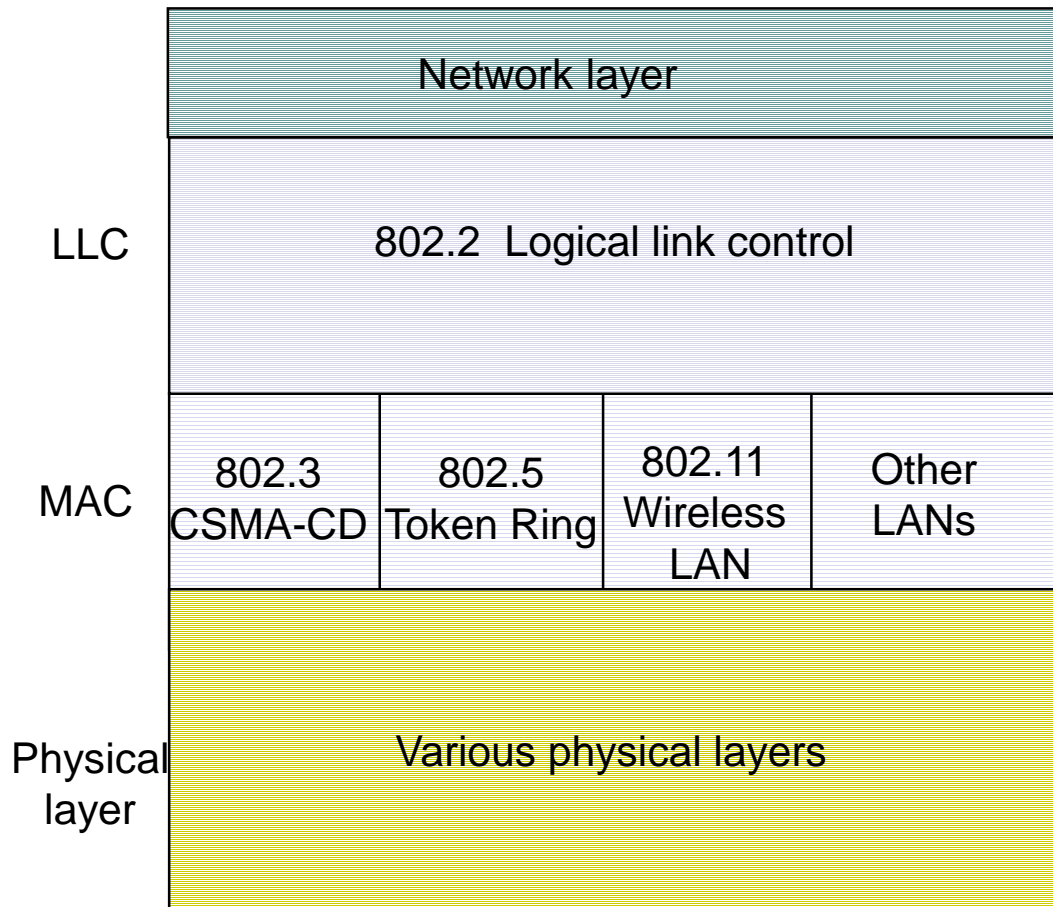 Network layer
LLC
802.2 Logical link control
MAC
802.3
CSMA-CD
802.5
Token Ring
802.11
Wireless
LAN
Other
LANs
Physical
layer
Various physical layers